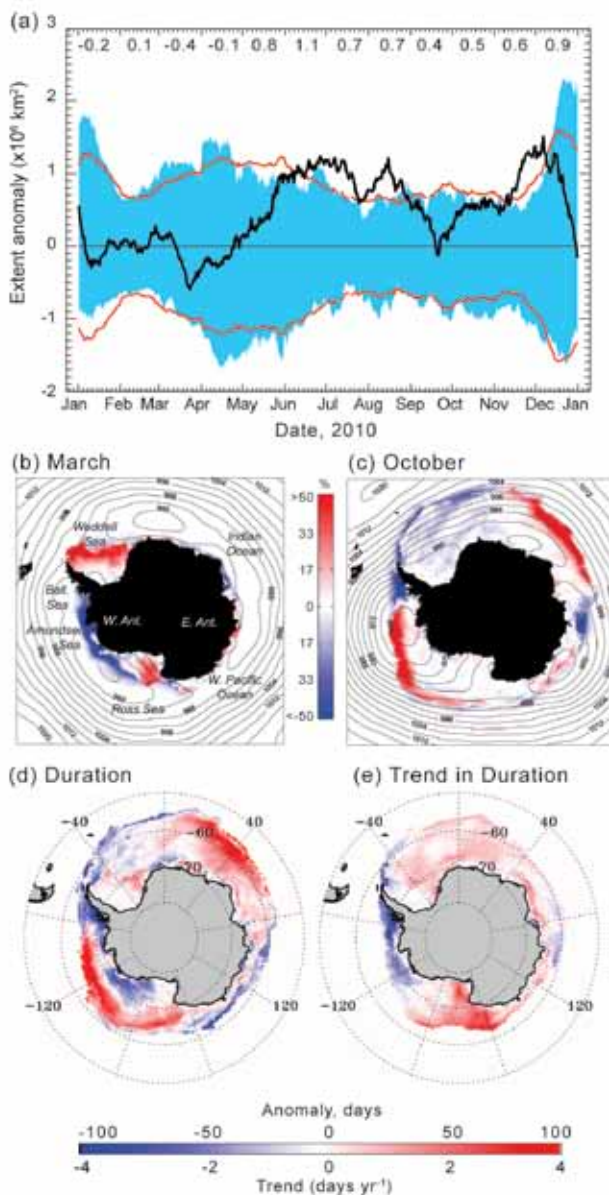 (a)
3
-0.2 0.1 -0.4 -0.1 0.8 1.1 0.7 0.7 0.4 0.5 0.6 0.9
2
1
0
-1
-2
Extent anomaly (x10⁶ km²)
Jan Feb Mar Apr May Jun Jul Aug Sep Oct Nov Dec Jan
Date, 2010
(b) March
(c) October
Weddell Sea
Indian Ocean
Bell. Sea
Amundsen Sea
W. Ant.
E. Ant.
Ross Sea
W. Pacific Ocean
%
>50
33
17
0
17
33
<-50
(d) Duration
(e) Trend in Duration
-40 40
-60
-70
-120 120
-40 40
-60
-70
-120 120
Anomaly, days
-100 -50 0 50 100
-4 -2 0 2 4
Trend (days yr⁻¹)